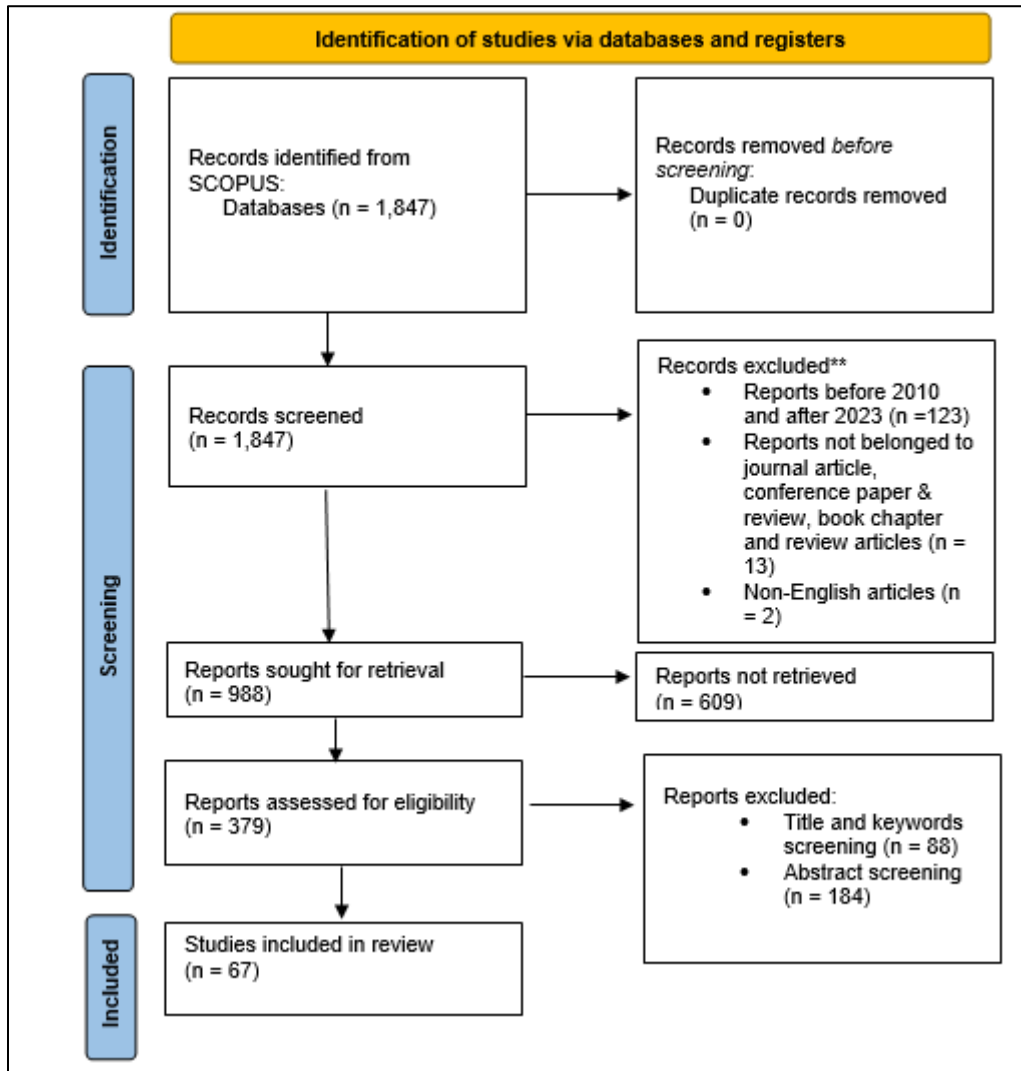 Identification of studies via databases and registers
Identification
Records identified from
SCOPUS:
Databases (n = 1,847)
Records removed before
screening:
Duplicate records removed
(n = 0)
Screening
Records screened
(n = 1,847)
Records excluded**
• Reports before 2010
and after 2023 (n =123)
• Reports not belonged to
journal article,
conference paper &
review, book chapter
and review articles (n =
13)
• Non-English articles (n
= 2)
Reports sought for retrieval
(n = 988)
Reports not retrieved
(n = 609)
Reports assessed for eligibility
(n = 379)
Reports excluded:
• Title and keywords
screening (n = 88)
• Abstract screening
(n = 184)
Included
Studies included in review
(n = 67)